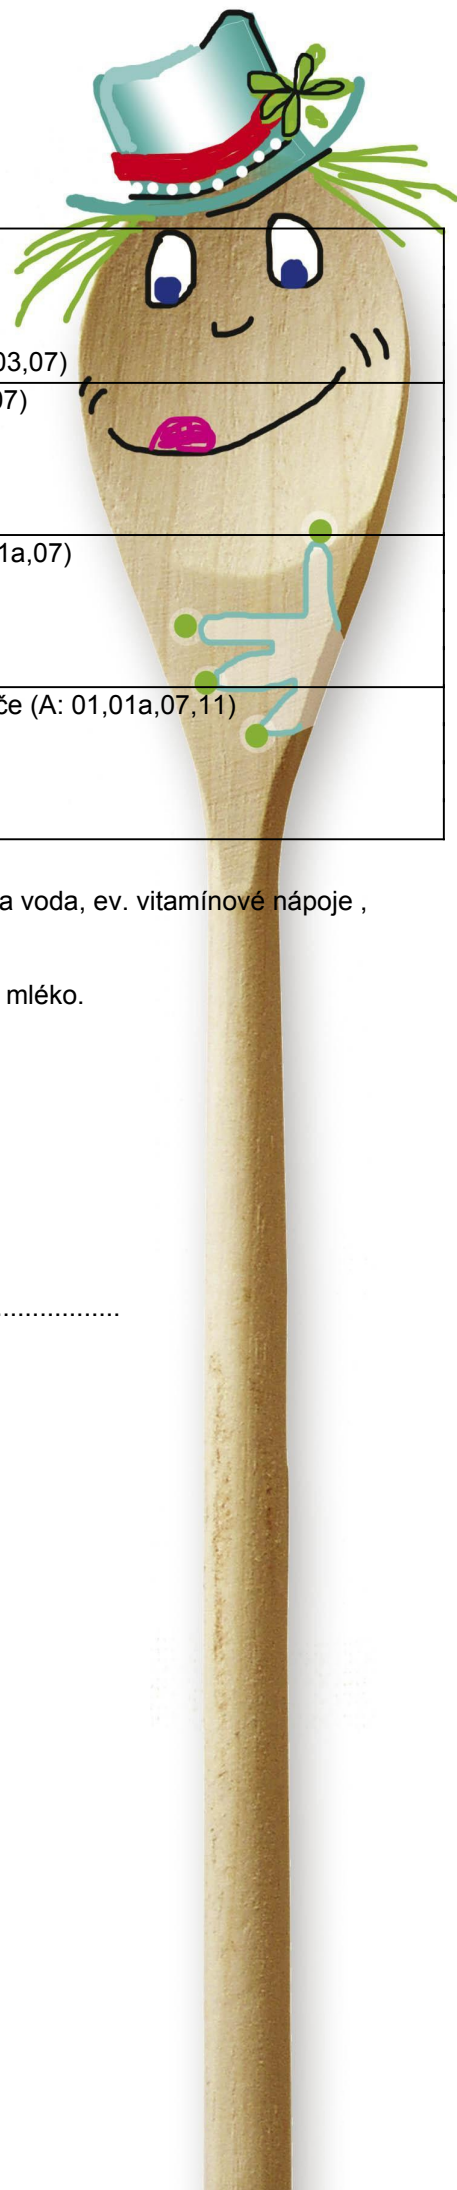 03,07)
07)
1a,07)
če (A: 01,01a,07,11)
a voda, ev. vitamínové nápoje ,
mléko.
.................